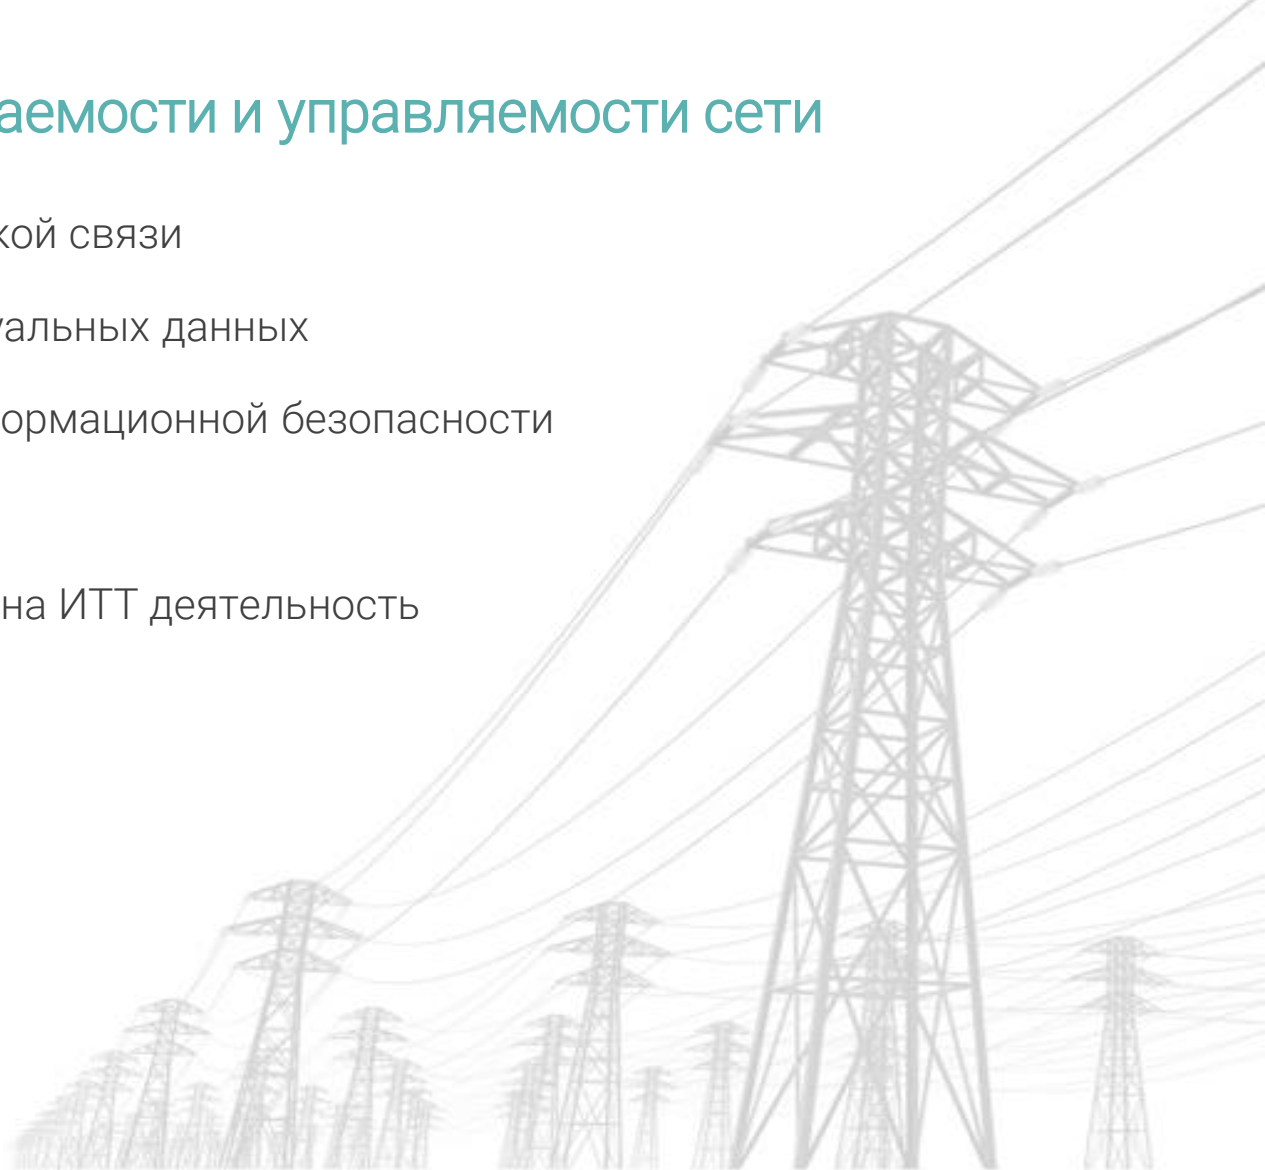 аемости и управляемости сети
кой связи
уальных данных
ормационной безопасности
на ИТТ деятельность